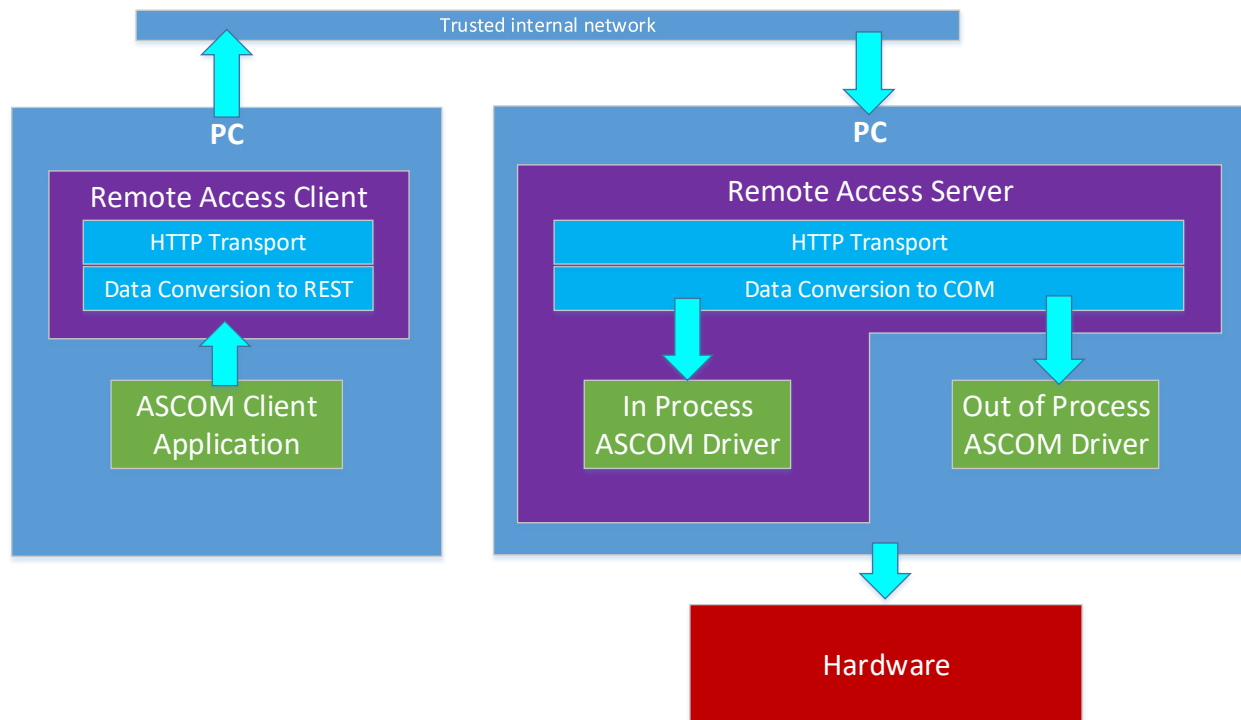 Trusted internal network
PC
Remote Access Client
HTTP Transport
Data Conversion to REST
ASCOM Client
Application
PC
Remote Access Server
HTTP Transport
Data Conversion to COM
In Process
ASCOM Driver
Out of Process
ASCOM Driver
Hardware